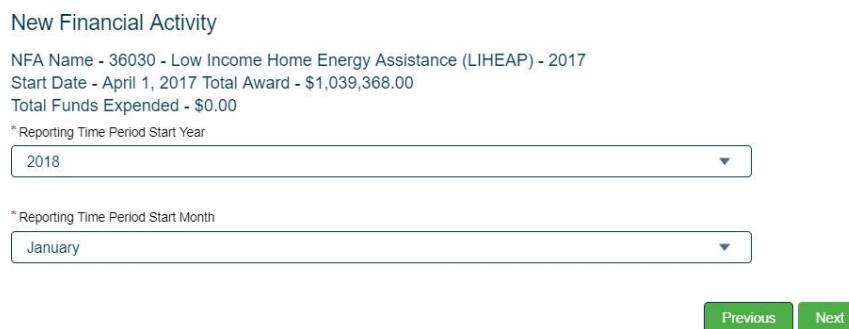 New Financial Activity
NFA Name - 36030 - Low Income Home Energy Assistance (LIHEAP) - 2017
Start Date - April 1, 2017 Total Award - $1,039,368.00
Total Funds Expended - $0.00
* Reporting Time Period Start Year
2018
* Reporting Time Period Start Month
January
Previous Next